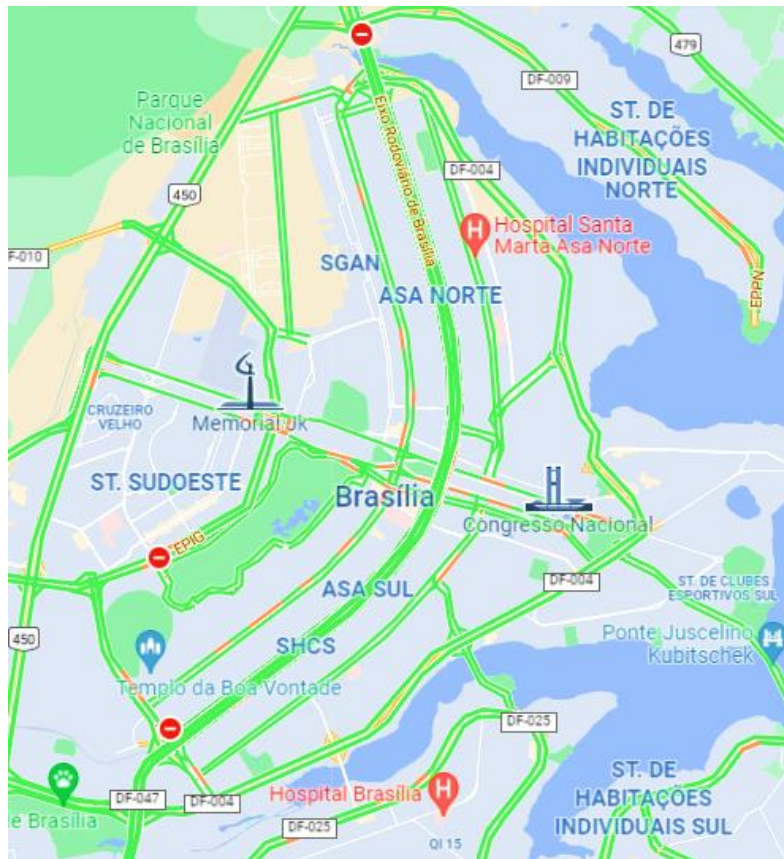 479
DF-009
Parque
Nacional
de Brasília
ST. DE
HABITAÇÕES
INDIVIDUAIS
NORTE
Eixo Rodoviário de Brasília
DF-004
450
Hospital Santa
Marta Asa Norte
F-010
SGAN
ASA NORTE
EPPN
CRUZEIRO
VELHO
Memorial Jk
ST. SUDOESTE
Brasília
Congresso Nacional
EPIG
DF-004
ST. DE CLUBES
ESPORTIVOS SUL
ASA SUL
450
SHCS
Ponte Juscelino
Kubitschek
Templo da Boa Vontade
DF-025
ST. DE
HABITAÇÕES
INDIVIDUAIS SUL
DF-047
DF-004
Hospital Brasília
e Brasília
DF-025
QI 15